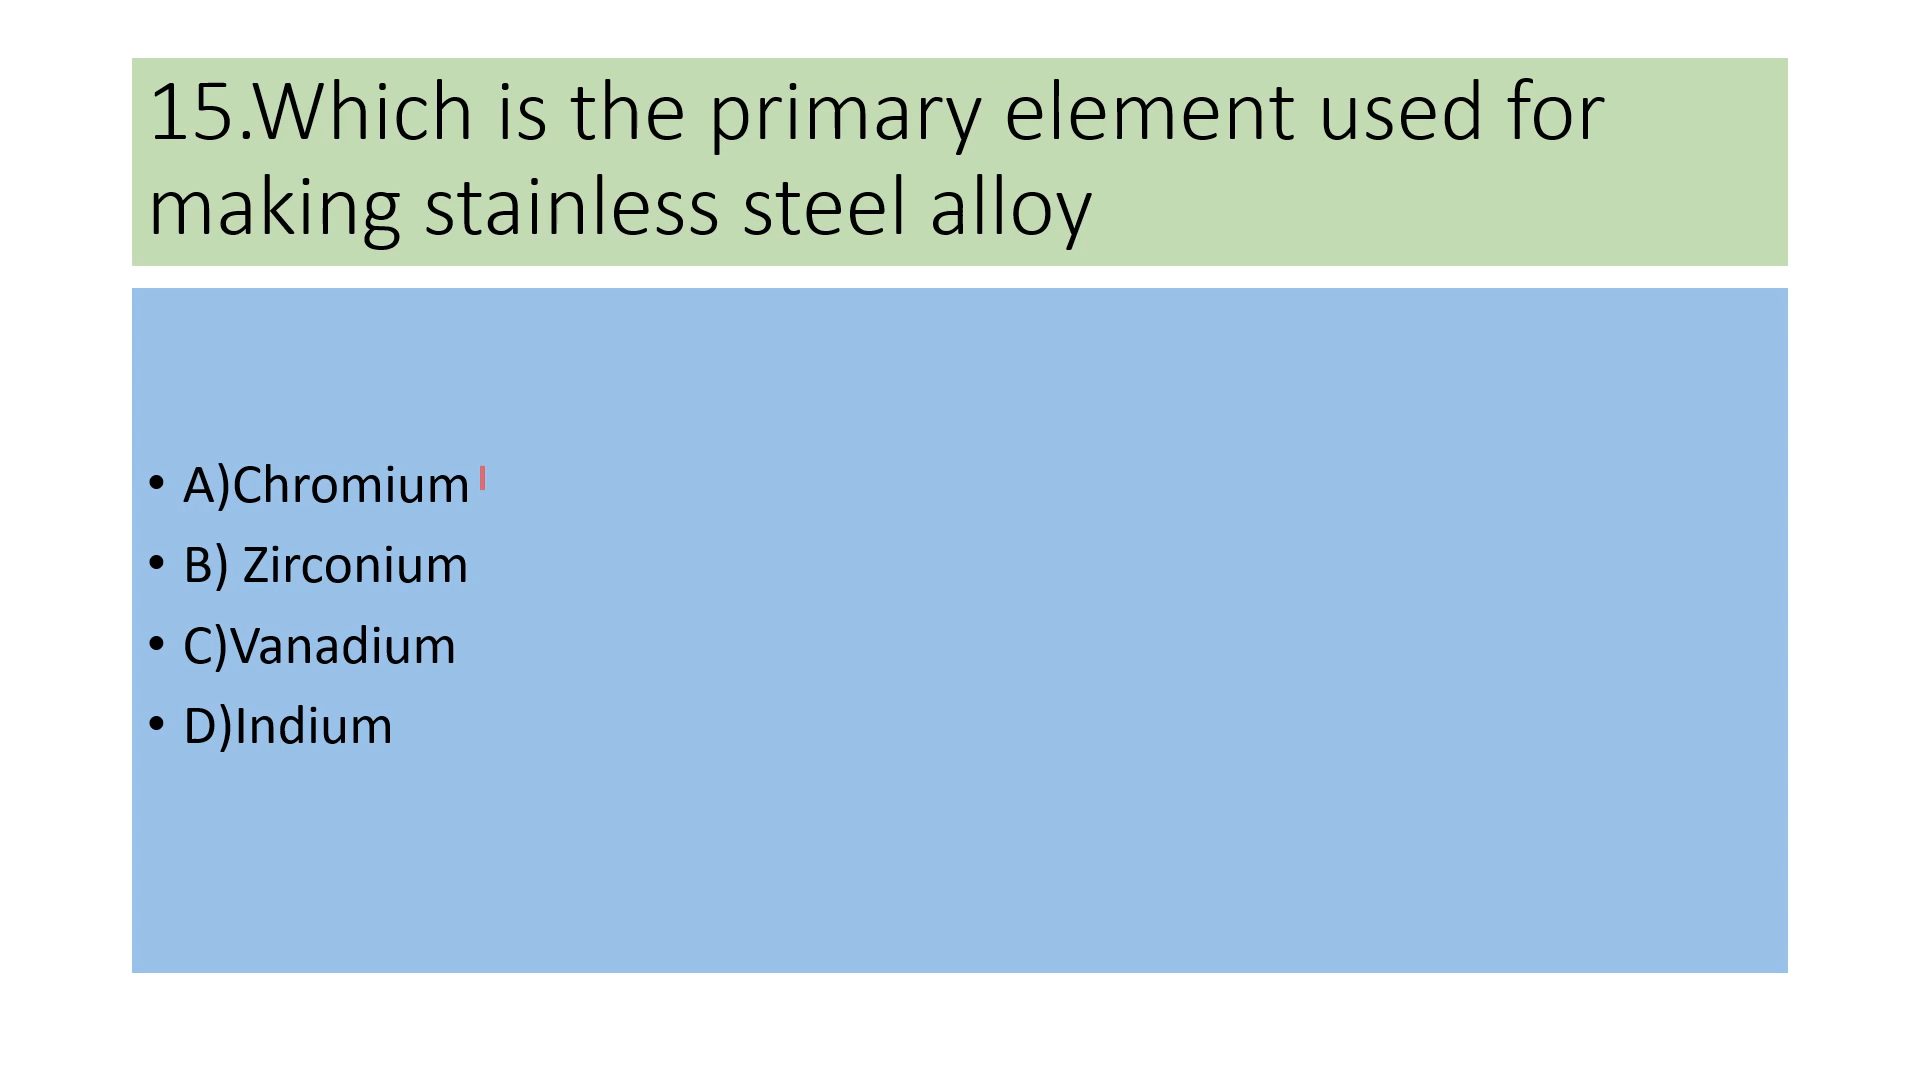 15.Which is the primary element used for
making stainless steel alloy
• A)Chromium
• B) Zirconium
• C)Vanadium
• D)Indium